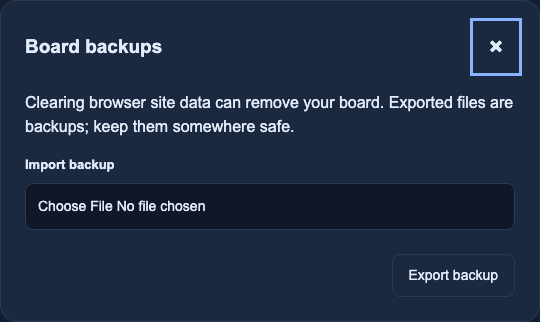 Board backups
✖
Clearing browser site data can remove your board. Exported files are
backups; keep them somewhere safe.
Import backup
Choose File No file chosen
Export backup